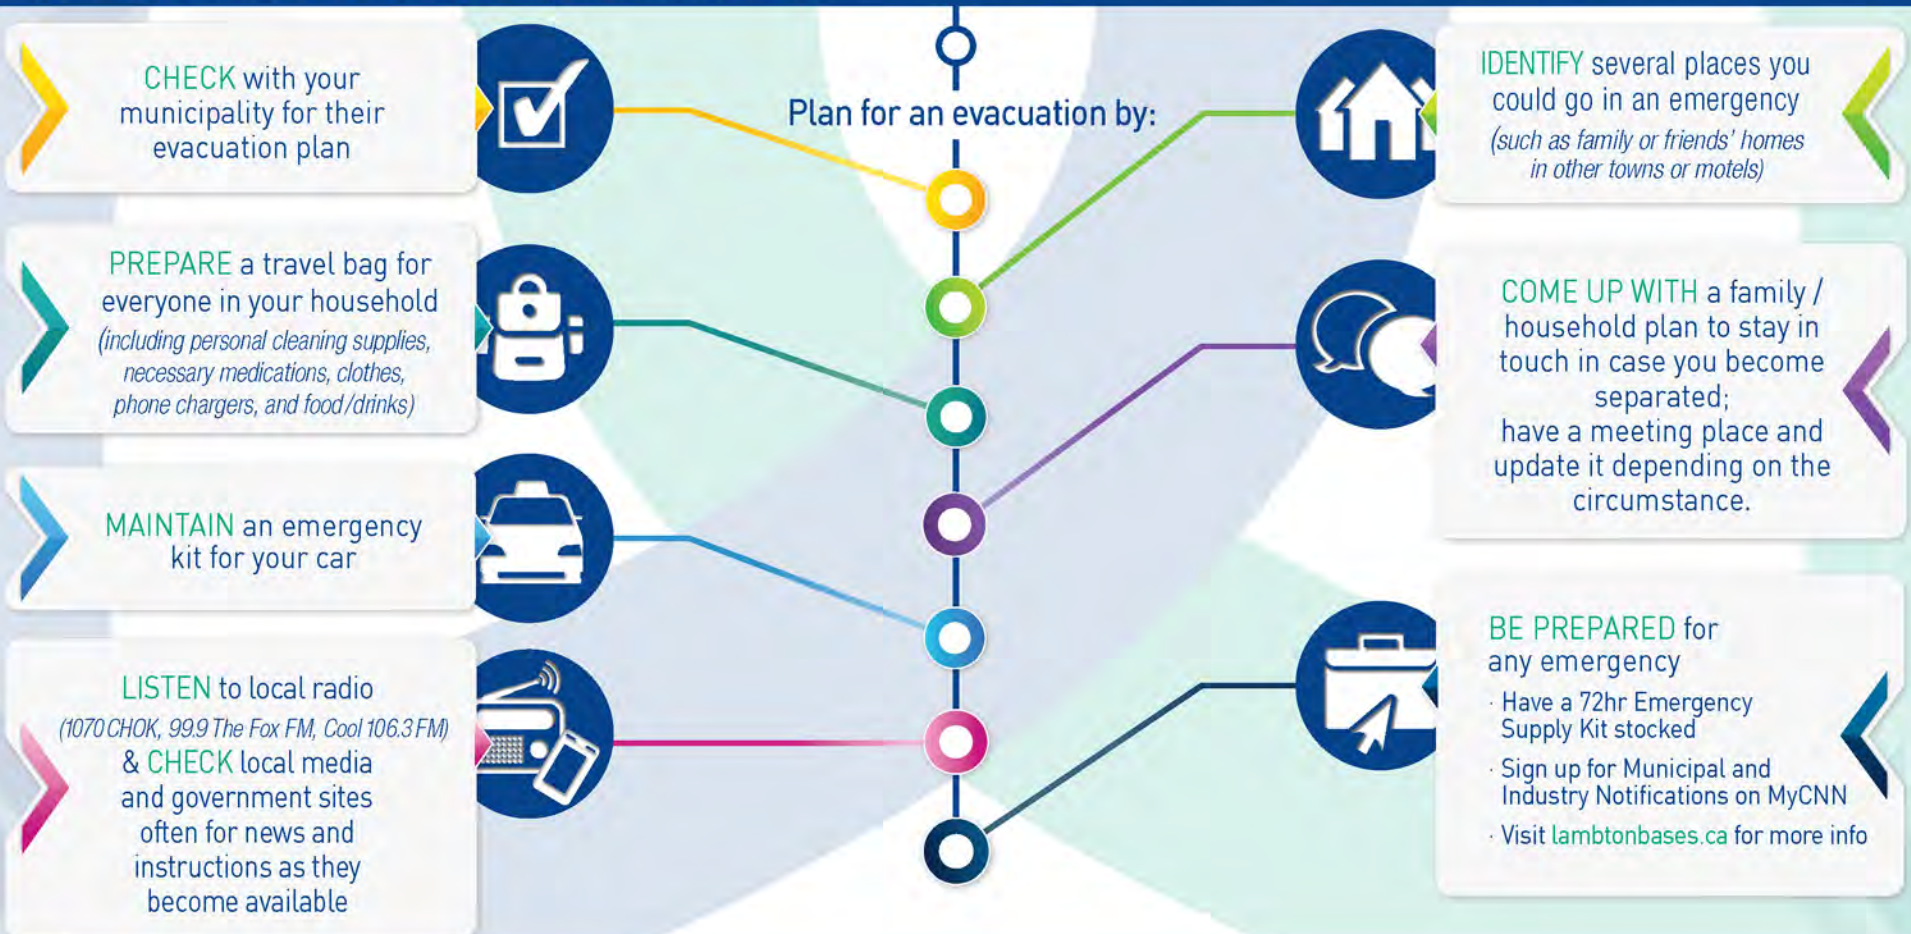 Plan for an evacuation by:
CHECK with your
municipality for their
evacuation plan
IDENTIFY several places you
could go in an emergency
(such as family or friends' homes
in other towns or motels)
PREPARE a travel bag for
everyone in your household
(including personal cleaning supplies,
necessary medications, clothes,
phone chargers, and food/drinks)
COME UP WITH a family /
household plan to stay in
touch in case you become
separated;
have a meeting place and
update it depending on the
circumstance.
MAINTAIN an emergency
kit for your car
LISTEN to local radio
(1070 CHOK, 99.9 The Fox FM, Cool 106.3 FM)
& CHECK local media
and government sites
often for news and
instructions as they
become available
BE PREPARED for
any emergency
· Have a 72hr Emergency
Supply Kit stocked
· Sign up for Municipal and
Industry Notifications on MyCNN
· Visit lambtonbases.ca for more info